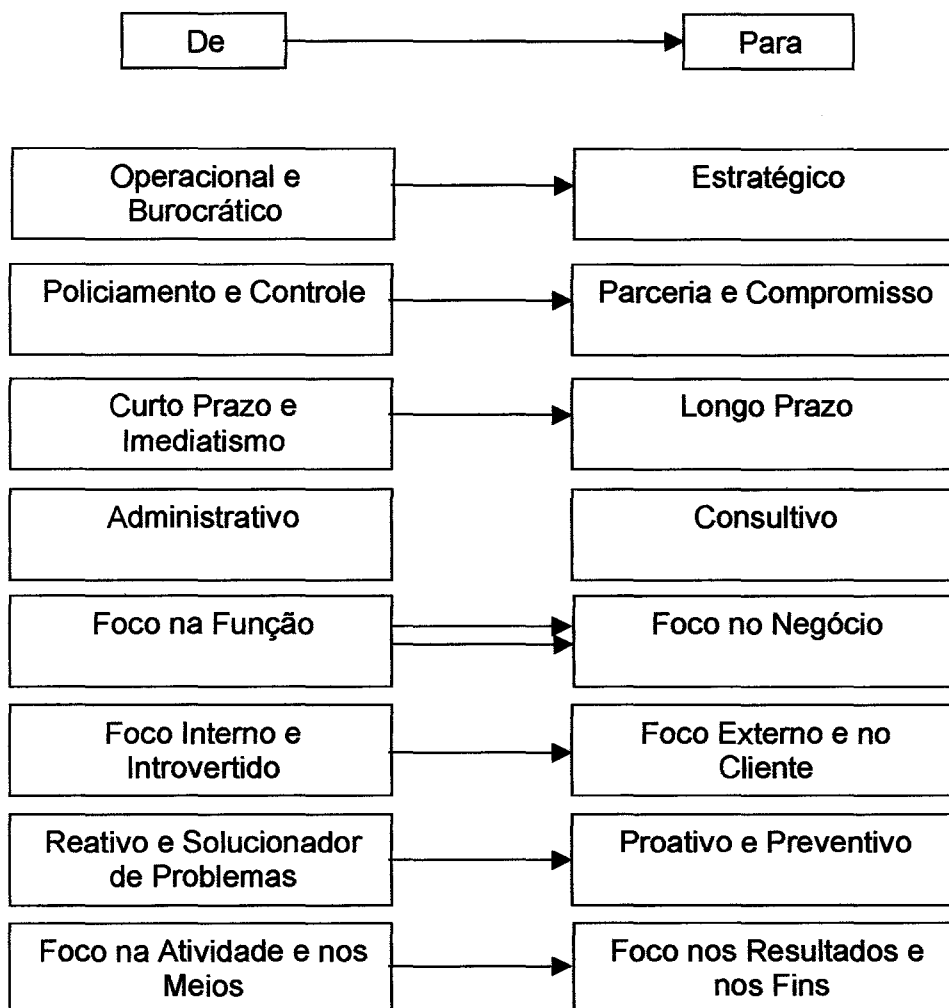 De
Para
Operacional e
Burocrático
Estratégico
Policiamento e Controle
Parceria e Compromisso
Curto Prazo e
Imediatismo
Longo Prazo
Administrativo
Consultivo
Foco na Função
Foco no Negócio
Foco Interno e
Introvertido
Foco Externo e no
Cliente
Reativo e Solucionador
de Problemas
Proativo e Preventivo
Foco na Atividade e nos
Meios
Foco nos Resultados e
nos Fins